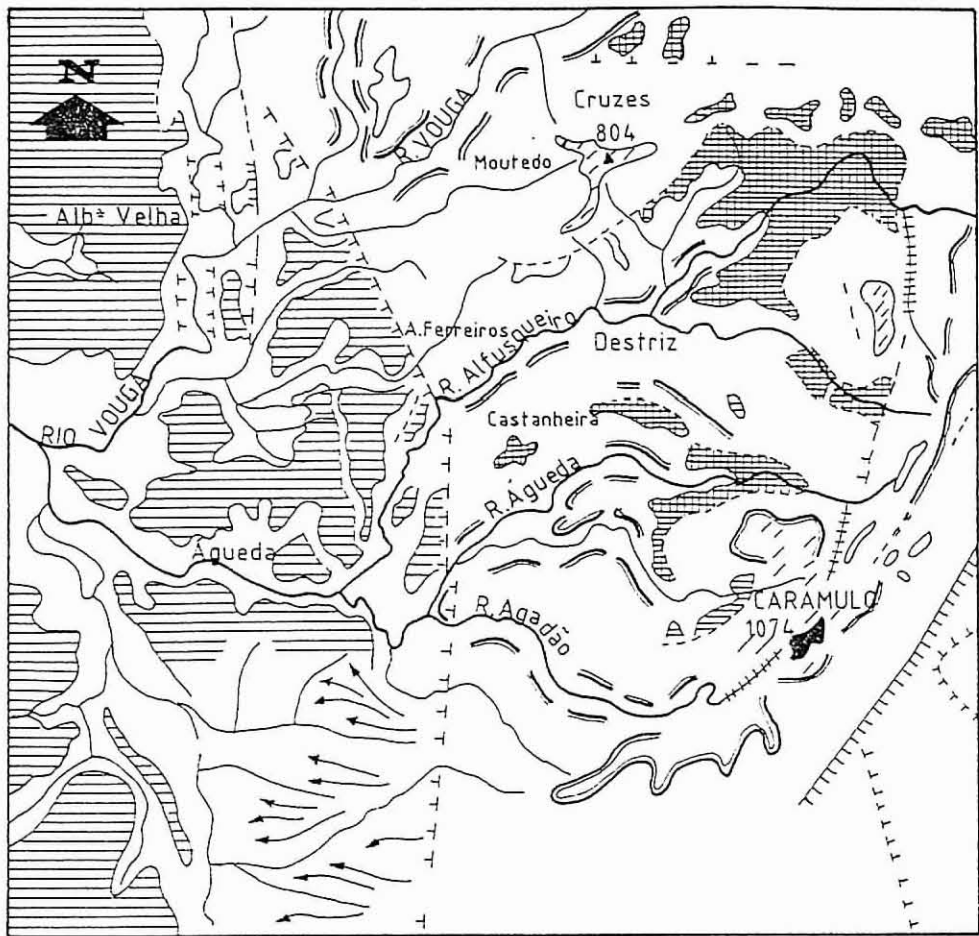 N
R. VOUGA
Cruzes
804
Moutedo
Albª Velha
A. Ferreiros
R. Alfusqueiro
Destriz
RIO VOUGA
Castanheira
R. Águeda
Águeda
R. Agadão
CARAMULO
1074